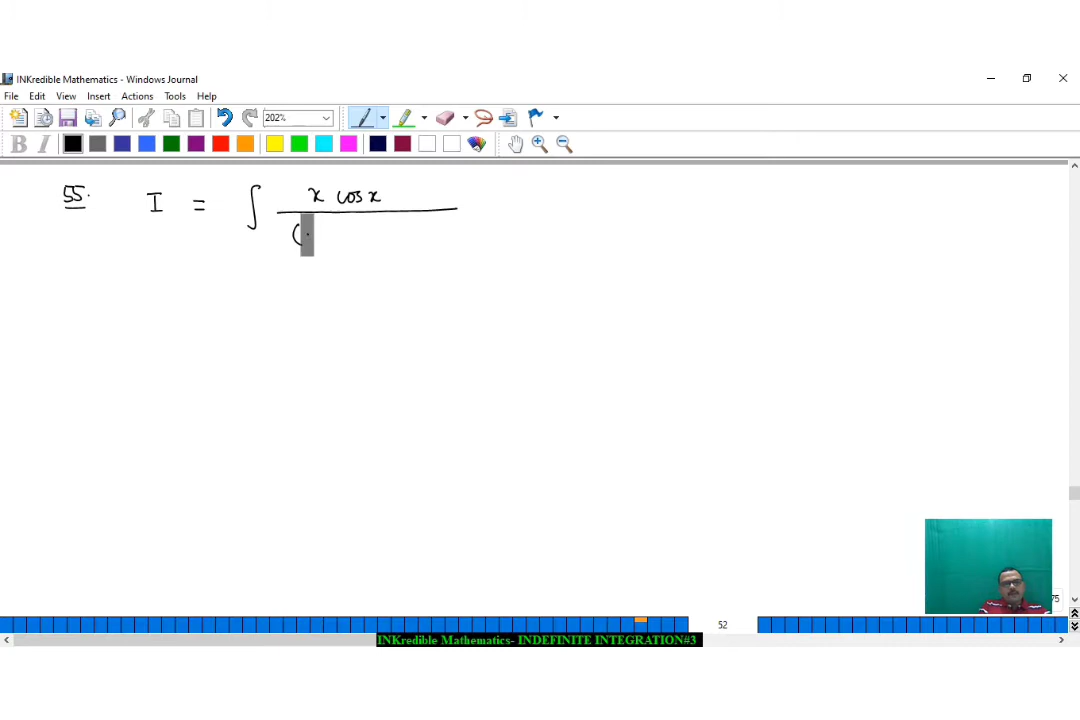 INKredible Mathematics - Windows Journal
File Edit View Insert Actions Tools Help
202%
B I
55. I = ∫ x cos x
(
75
52
INKredible Mathematics- INDEFINITE INTEGRATION#3